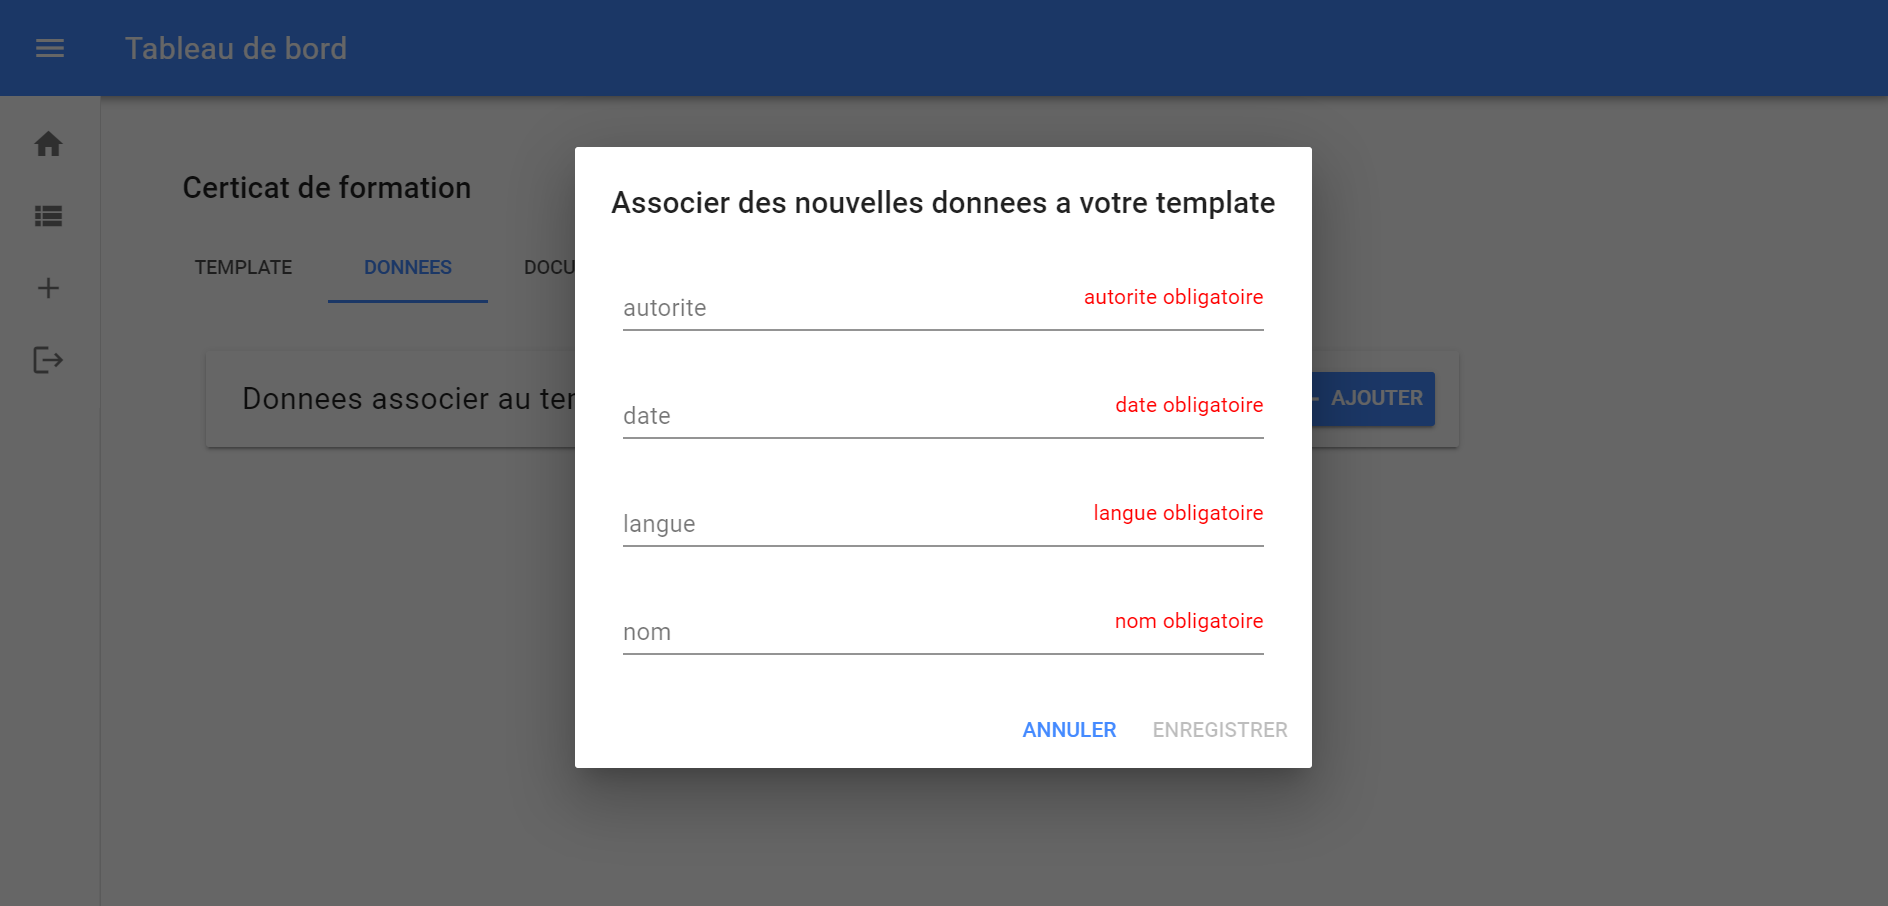 Tableau de bord
Certicat de formation
TEMPLATE
DONNEES
DOCU
Donnees associer au
AJOUTER
Associer des nouvelles donnees a votre template
autorite
autorite obligatoire
date
date obligatoire
langue
langue obligatoire
nom
nom obligatoire
ANNULER
ENREGISTRER